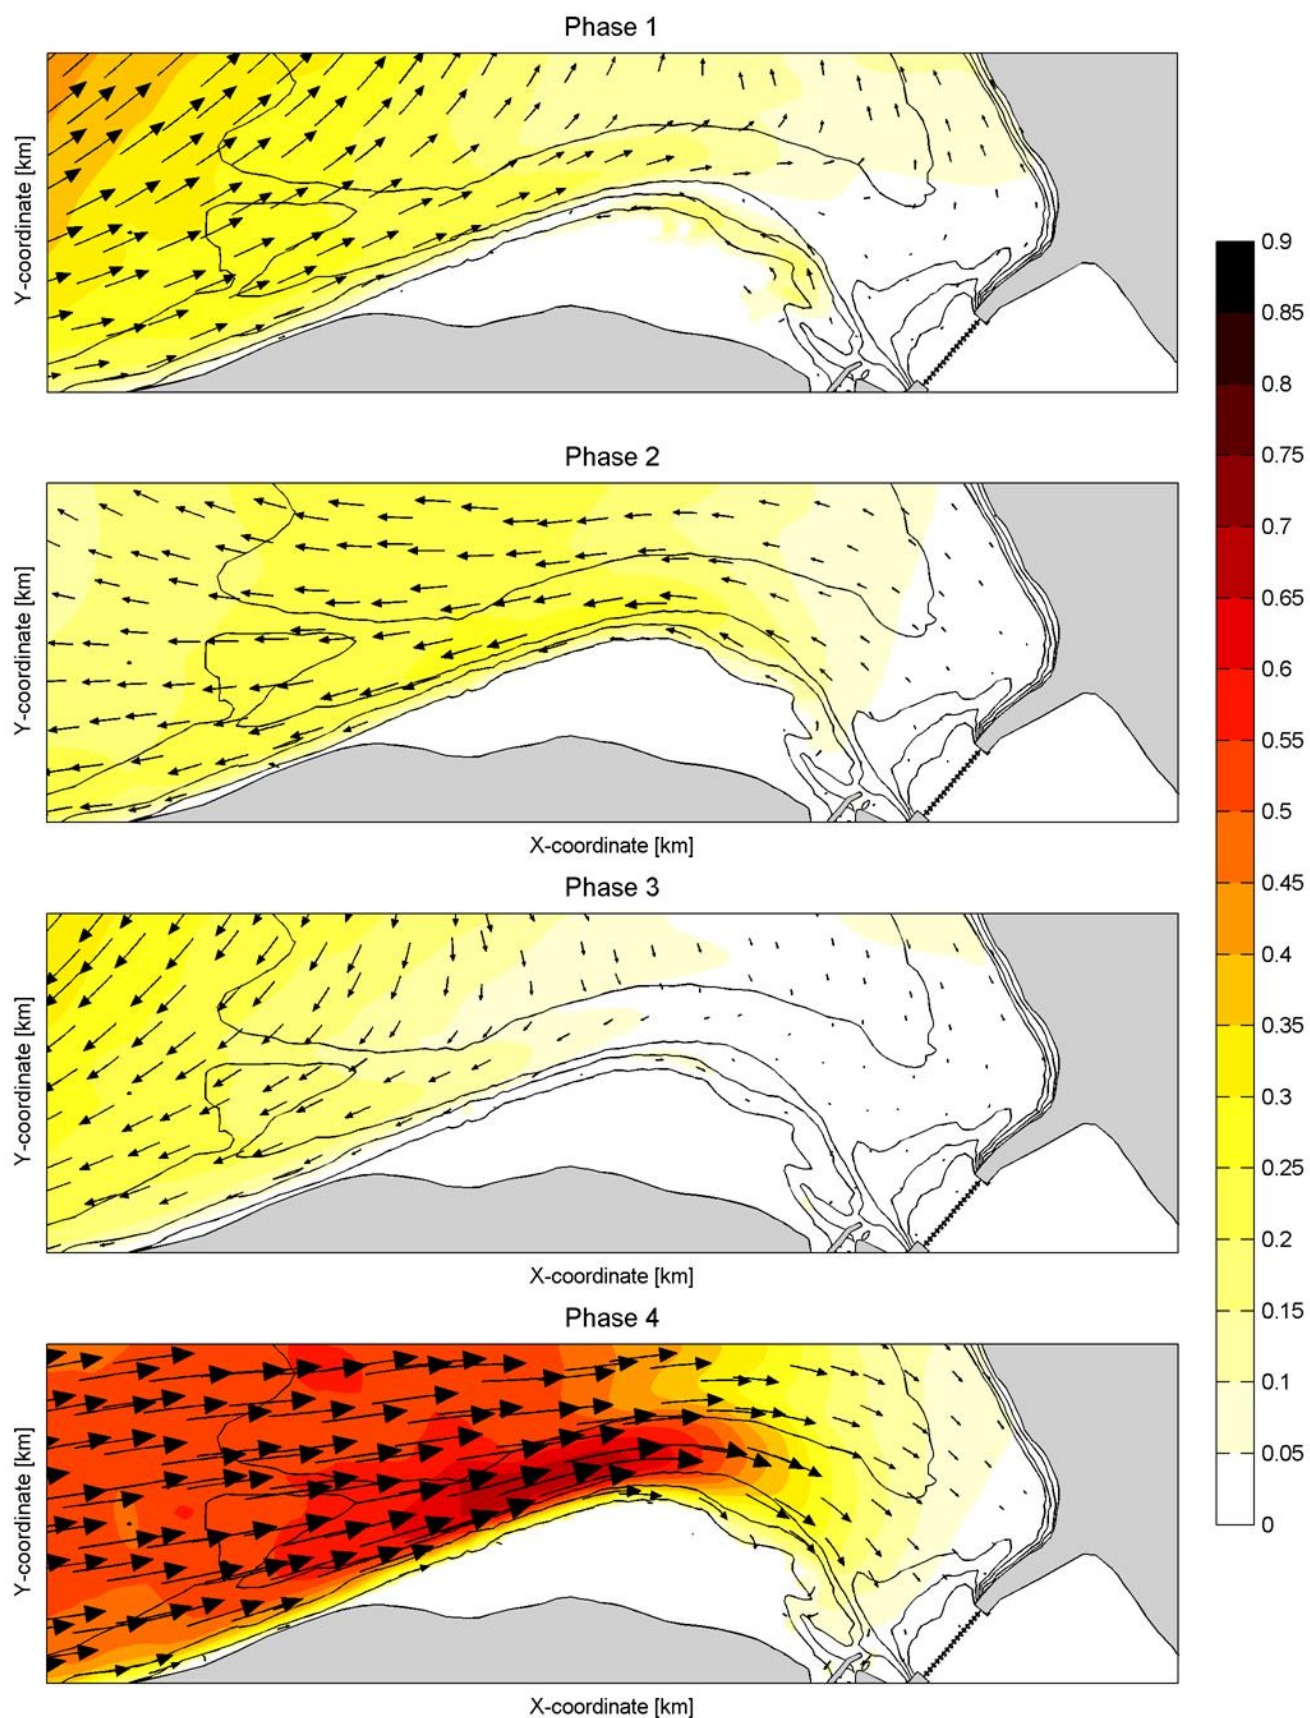 Phase 1
Y-coordinate [km]
Phase 2
Y-coordinate [km]
X-coordinate [km]
Phase 3
Y-coordinate [km]
X-coordinate [km]
Phase 4
Y-coordinate [km]
X-coordinate [km]
0.9
0.85
0.8
0.75
0.7
0.65
0.6
0.55
0.5
0.45
0.4
0.35
0.3
0.25
0.2
0.15
0.1
0.05
0